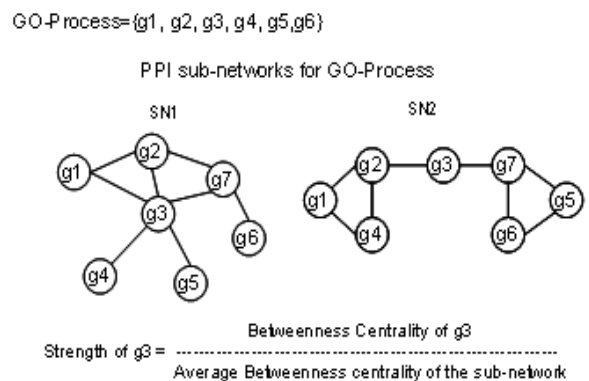 GO-Process={g1, g2, g3, g4, g5,g6}
PPI sub-networks for GO-Process
SN1
SN2
g2
g1
g7
g3
g6
g4
g5
g2
g3
g7
g1
g5
g4
g6
Betweenness Centrality of g3
Strength of g3 =
Average Betweenness centrality of the sub-network